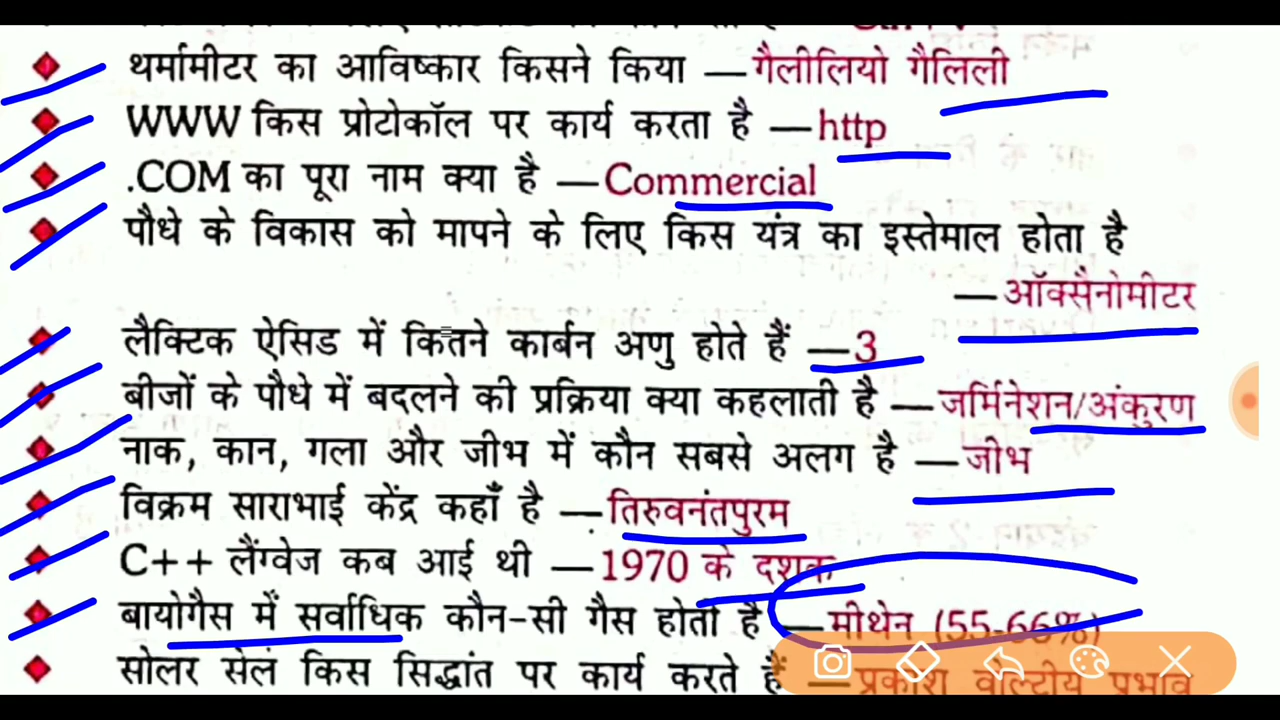 थर्मामीटर का आविष्कार किसने किया —गैलीलियो गैलिली
WWW किस प्रोटोकॉल पर कार्य करता है —http
.COM का पूरा नाम क्या है —Commercial
पौधे के विकास को मापने के लिए किस यंत्र का इस्तेमाल होता है
—ऑक्सैनोमीटर
लैक्टिक ऐसिड में कितने कार्बन अणु होते हैं —3
बीजों के पौधे में बदलने की प्रक्रिया क्या कहलाती है —जर्मिनेशन/अंकुरण
नाक, कान, गला और जीभ में कौन सबसे अलग है —जीभ
विक्रम साराभाई केंद्र कहाँ है —तिरुवनंतपुरम
C++ लैंग्वेज कब आई थी —1970 के दशक
बायोगैस में सर्वाधिक कौन-सी गैस होती है —मीथेन (55-66%)
सोलर सेल किस सिद्धांत पर कार्य करते हैं —प्रकाश वोल्टीय प्रभाव